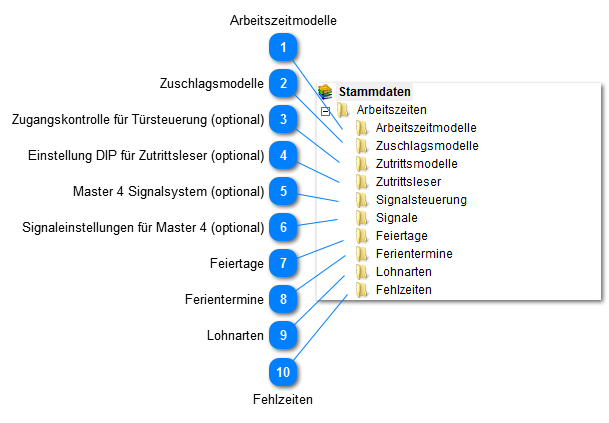 Arbeitszeitmodelle
1
Zuschlagsmodelle
2
Zugangskontrolle für Türsteuerung (optional)
3
Einstellung DIP für Zutrittsleser (optional)
4
Master 4 Signalsystem (optional)
5
Signaleinstellungen für Master 4 (optional)
6
Feiertage
7
Ferientermine
8
Lohnarten
9
10
Fehlzeiten
Stammdaten
Arbeitszeiten
Arbeitszeitmodelle
Zuschlagsmodelle
Zutrittsmodelle
Zutrittsleser
Signalsteuerung
Signale
Feiertage
Ferientermine
Lohnarten
Fehlzeiten